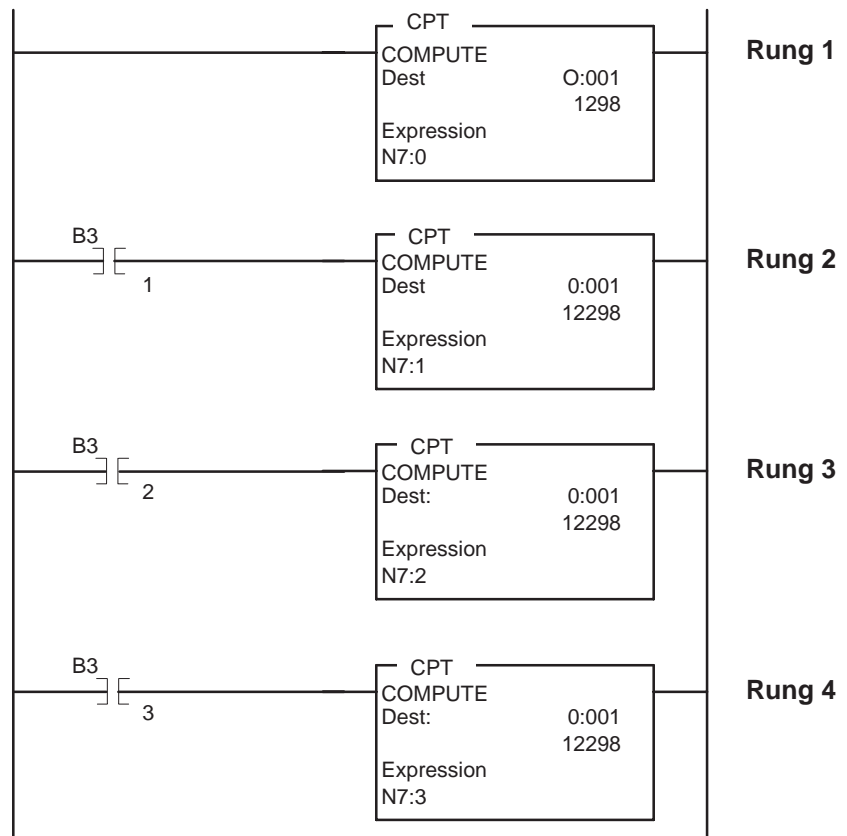 CPT
COMPUTE
Dest O:001
1298
Expression
N7:0
Rung 1
B3
1
CPT
COMPUTE
Dest 0:001
12298
Expression
N7:1
Rung 2
B3
2
CPT
COMPUTE
Dest: 0:001
12298
Expression
N7:2
Rung 3
B3
3
CPT
COMPUTE
Dest: 0:001
12298
Expression
N7:3
Rung 4